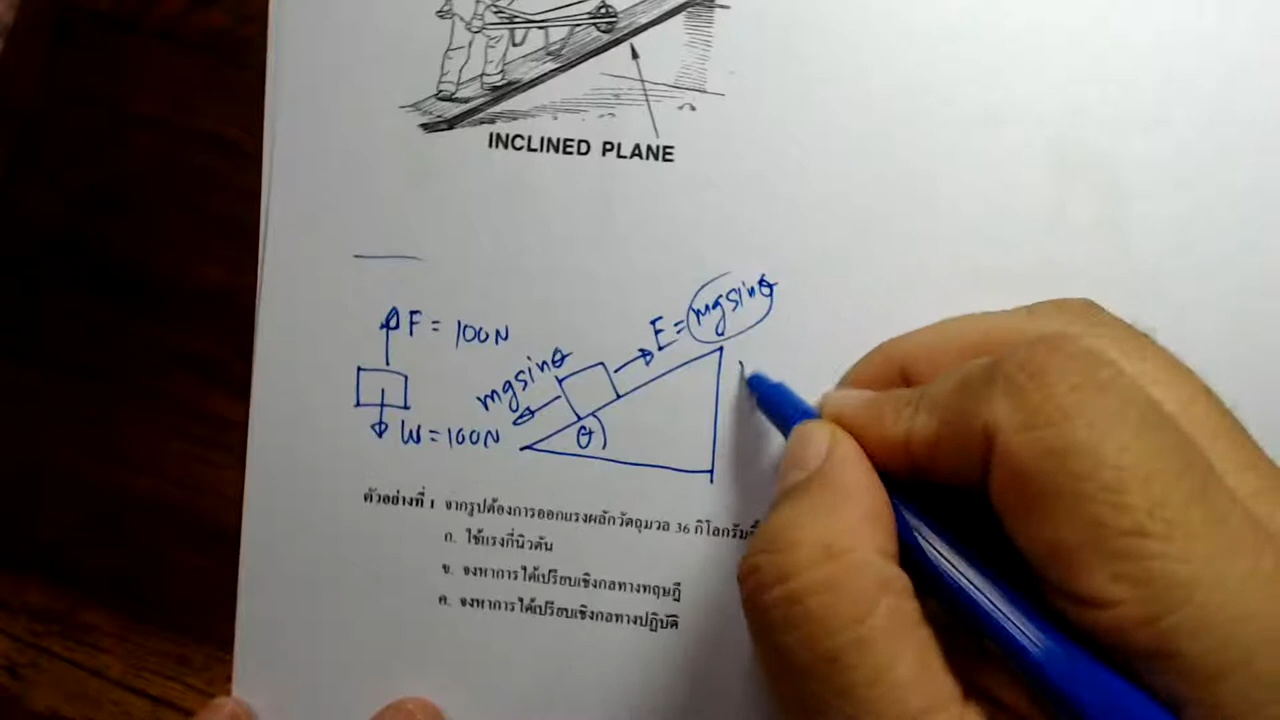 INCLINED PLANE
F = 100N
W = 100N
mg sinθ
E = mg sinθ
θ
ตัวอย่างที่ 1 จากรูปต้องการออกแรงผลักวัตถุมวล 36 กิโลกรัม
ก. ใช้แรงกี่นิวตัน
ข. จงหาการได้เปรียบเชิงกลทางทฤษฎี
ค. จงหาการได้เปรียบเชิงกลทางปฏิบัติ